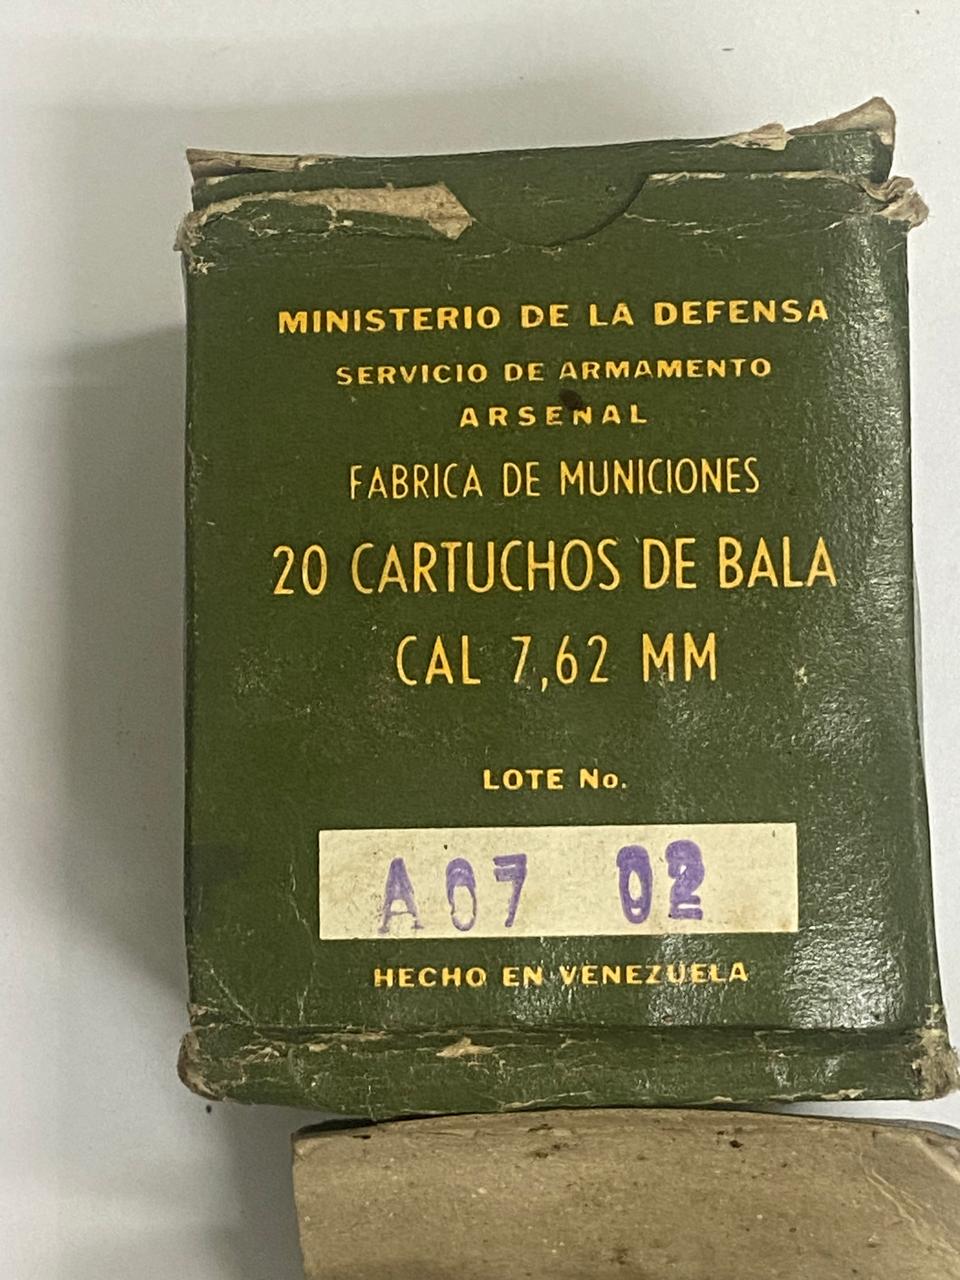 MINISTERIO DE LA DEFENSA
SERVICIO DE ARMAMENTO
ARSENAL
FABRICA DE MUNICIONES
20 CARTUCHOS DE BALA
CAL 7,62 MM
LOTE No.
A07 02
HECHO EN VENEZUELA